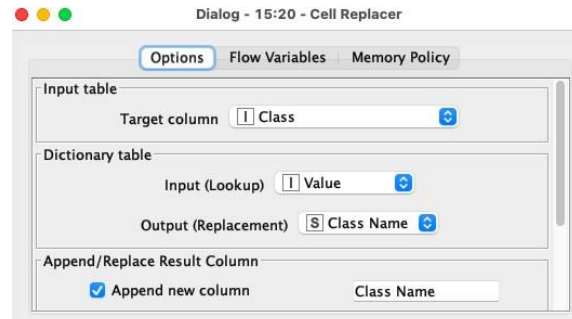 Dialog - 15:20 - Cell Replacer
Options Flow Variables Memory Policy
Input table
Target column I Class
Dictionary table
Input (Lookup) I Value
Output (Replacement) S Class Name
Append/Replace Result Column
Append new column Class Name